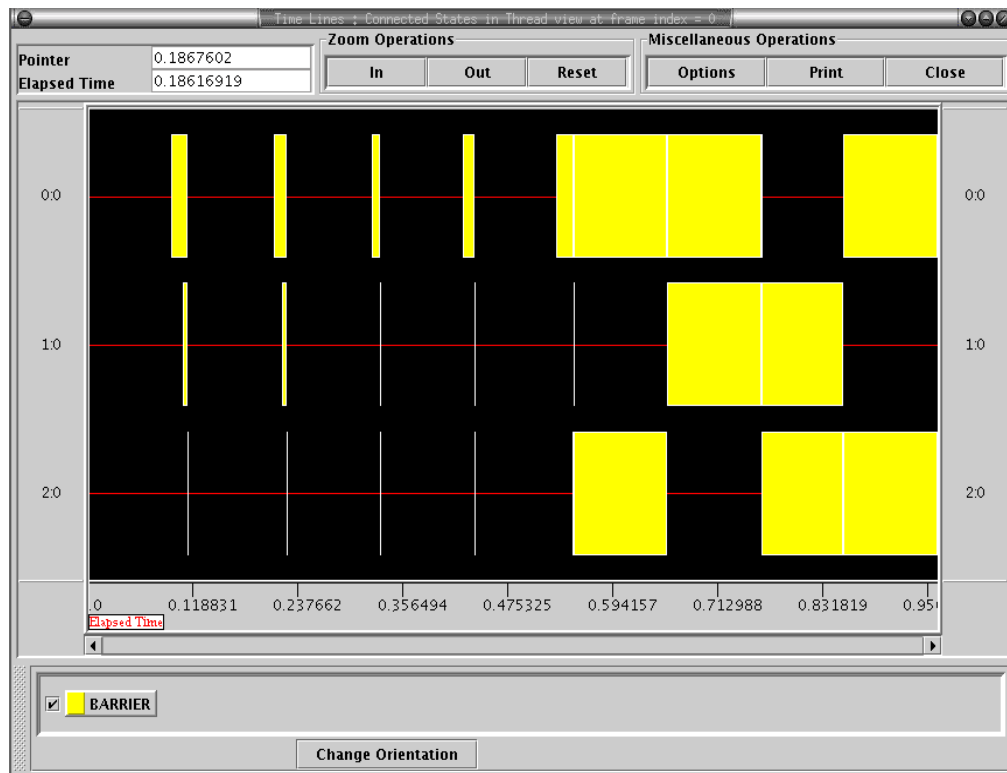 Time Lines : Connected States in Thread view at frame index = 0
Zoom Operations
Miscellaneous Operations
Pointer 0.1867602
Elapsed Time 0.18616919
In Out Reset
Options Print Close
0:0 0:0
1:0 1:0
2:0 2:0
.0 0.118831 0.237662 0.356494 0.475325 0.594157 0.712988 0.831819 0.95
Elapsed Time
BARRIER
Change Orientation